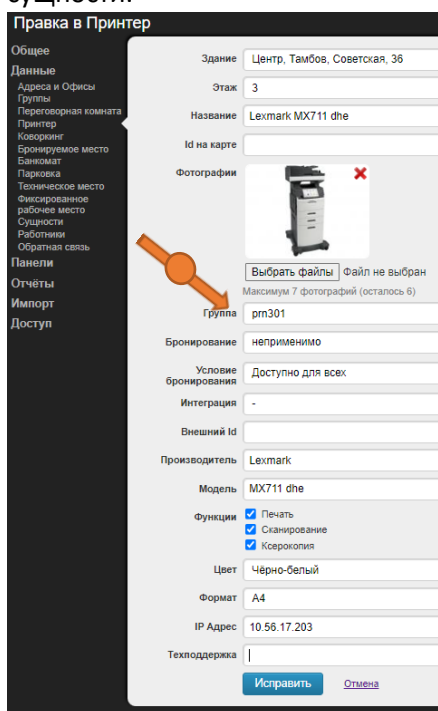 сущности.
Правка в Принтер
Общее
Данные
Адреса и Офисы
Группы
Переговорная комната
Принтер
Коворкинг
Бронируемое место
Банкомат
Парковка
Техническое место
Фиксированное
рабочее место
Сущности
Работники
Обратная связь
Панели
Отчёты
Импорт
Доступ
Здание Центр, Тамбов, Советская, 36
Этаж 3
Название Lexmark MX711 dhe
Id на карте
Фотографии
Выбрать файлы Файл не выбран
Максимум 7 фотографий (осталось 6)
Группа prn301
Бронирование неприменимо
Условие
бронирования Доступно для всех
Интеграция -
Внешний Id
Производитель Lexmark
Модель MX711 dhe
Функции Печать
Сканирование
Ксерокопия
Цвет Чёрно-белый
Формат A4
IP Адрес 10.56.17.203
Техподдержка
Исправить Отмена